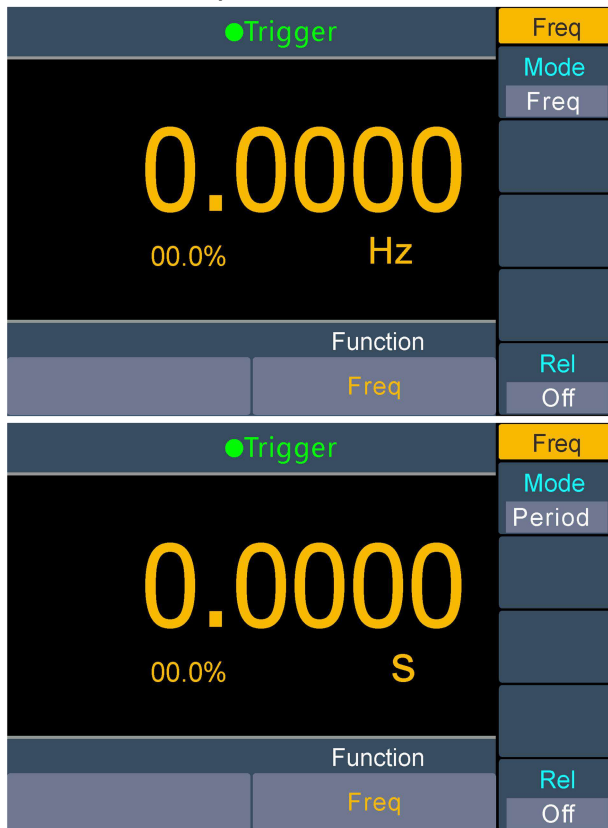 ●Trigger
Freq
Mode
Freq
0.0000
00.0%
Hz
Function
Freq
Rel
Off
●Trigger
Freq
Mode
Period
0.0000
00.0%
S
Function
Freq
Rel
Off